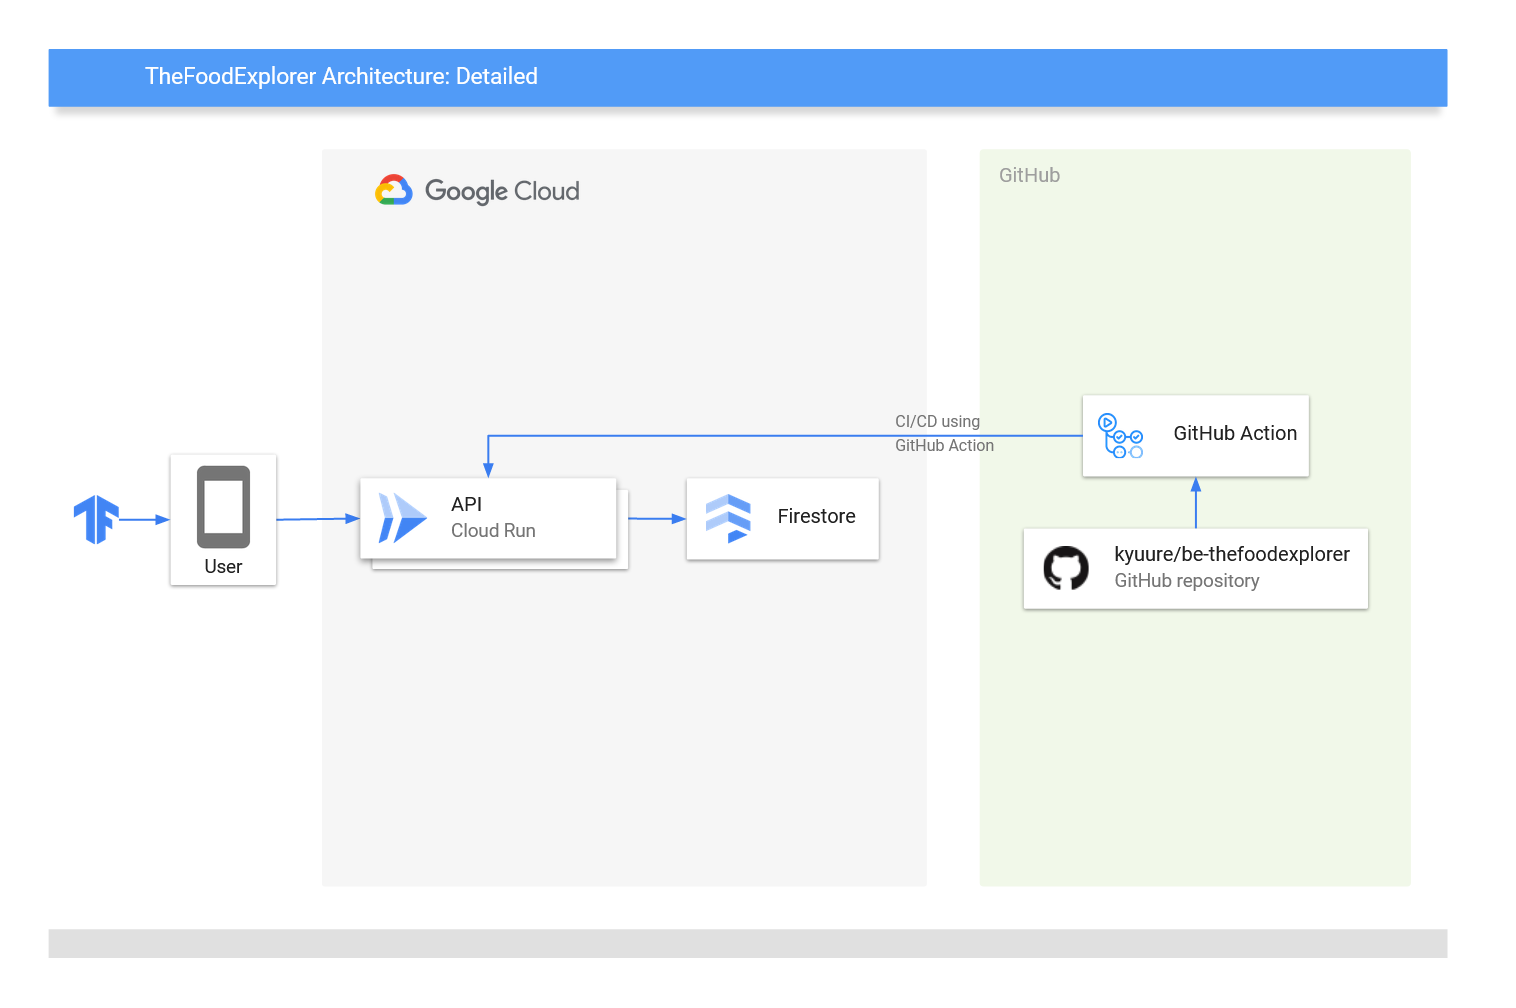 TheFoodExplorer Architecture: Detailed
Google Cloud
GitHub
CI/CD using
GitHub Action
GitHub Action
User
API
Cloud Run
Firestore
kyuure/be-thefoodexplorer
GitHub repository